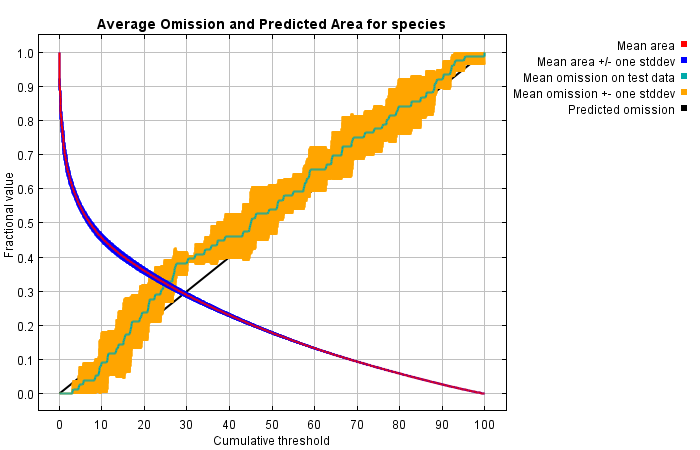 Average Omission and Predicted Area for species
Mean area
Mean area +/- one stddev
Mean omission on test data
Mean omission +- one stddev
Predicted omission
Fractional value
1.0
0.9
0.8
0.7
0.6
0.5
0.4
0.3
0.2
0.1
0.0
0 10 20 30 40 50 60 70 80 90 100
Cumulative threshold